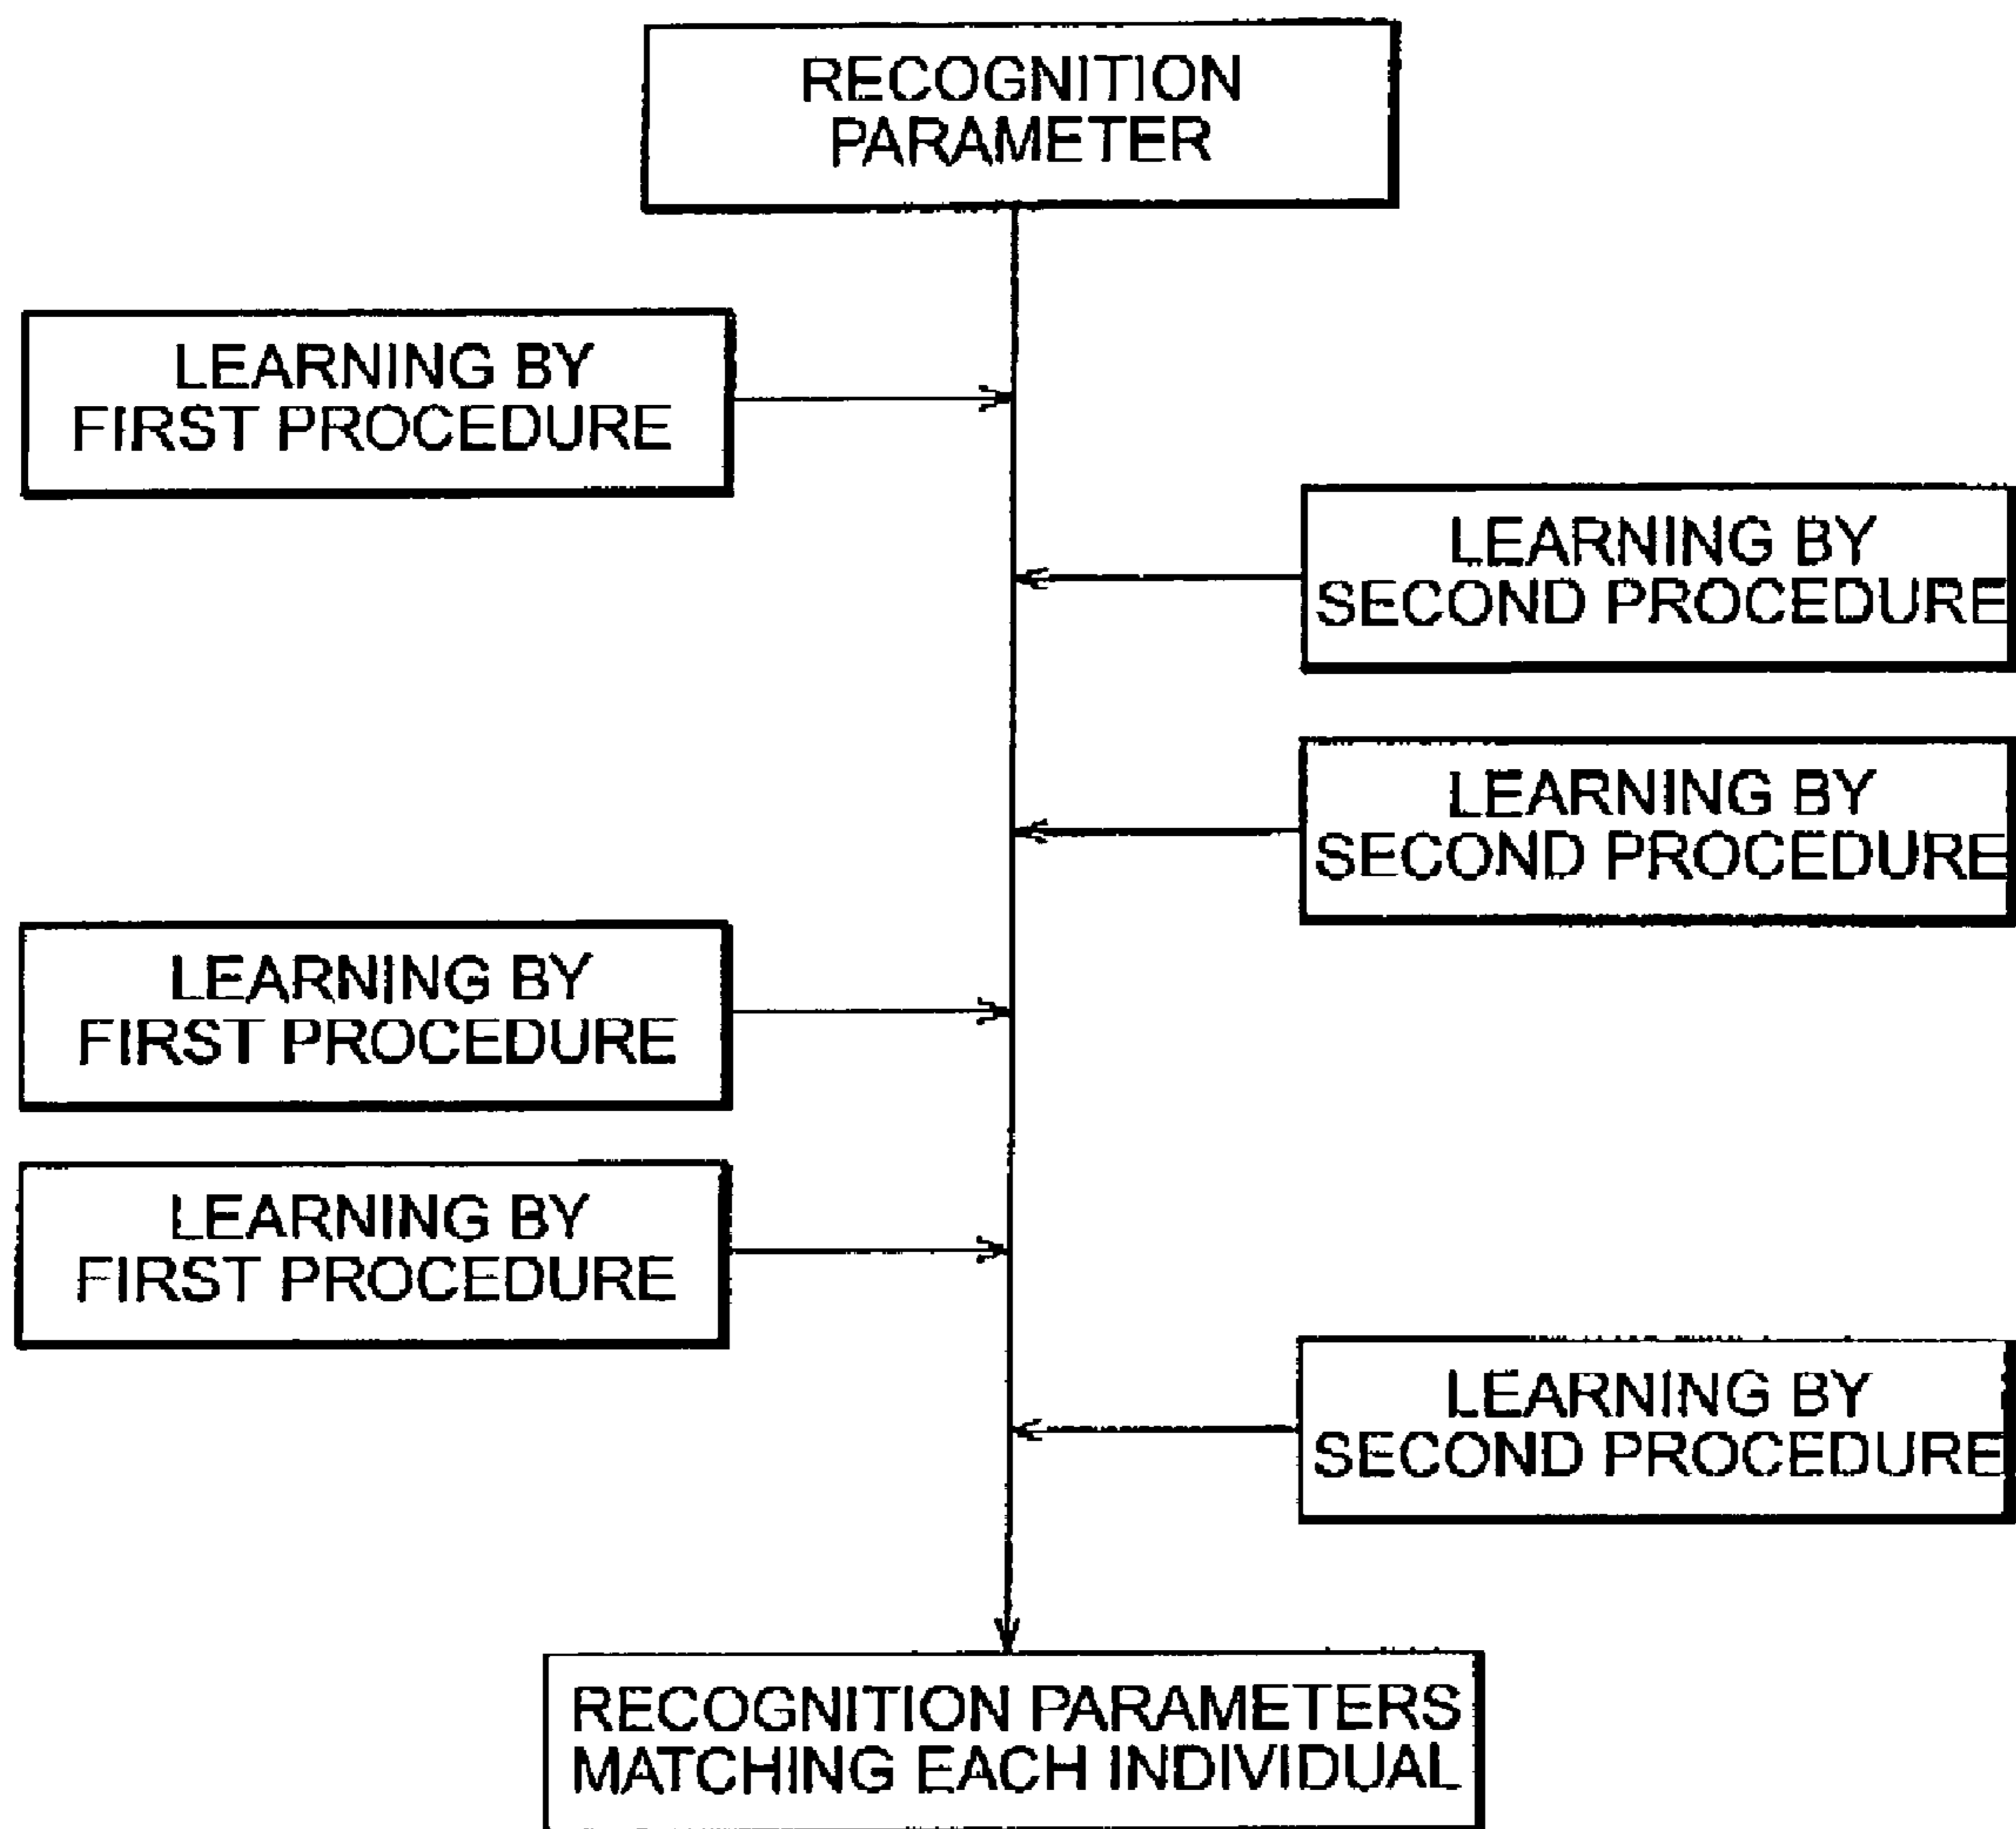 RECOGNITION
PARAMETER
LEARNING BY
FIRST PROCEDURE
LEARNING BY
SECOND PROCEDURE
LEARNING BY
SECOND PROCEDURE
LEARNING BY
FIRST PROCEDURE
LEARNING BY
FIRST PROCEDURE
LEARNING BY
SECOND PROCEDURE
RECOGNITION PARAMETERS
MATCHING EACH INDIVIDUAL